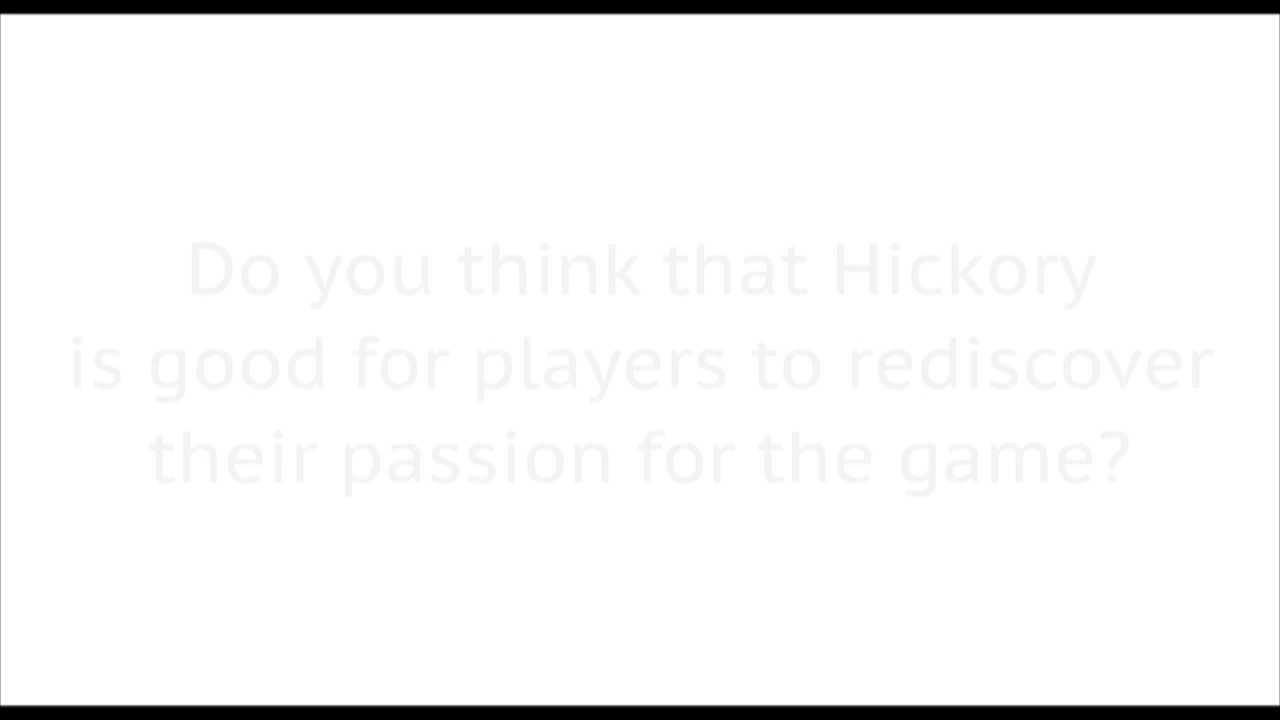 Do you think that Hickory
is good for players to rediscover
their passion for the game?